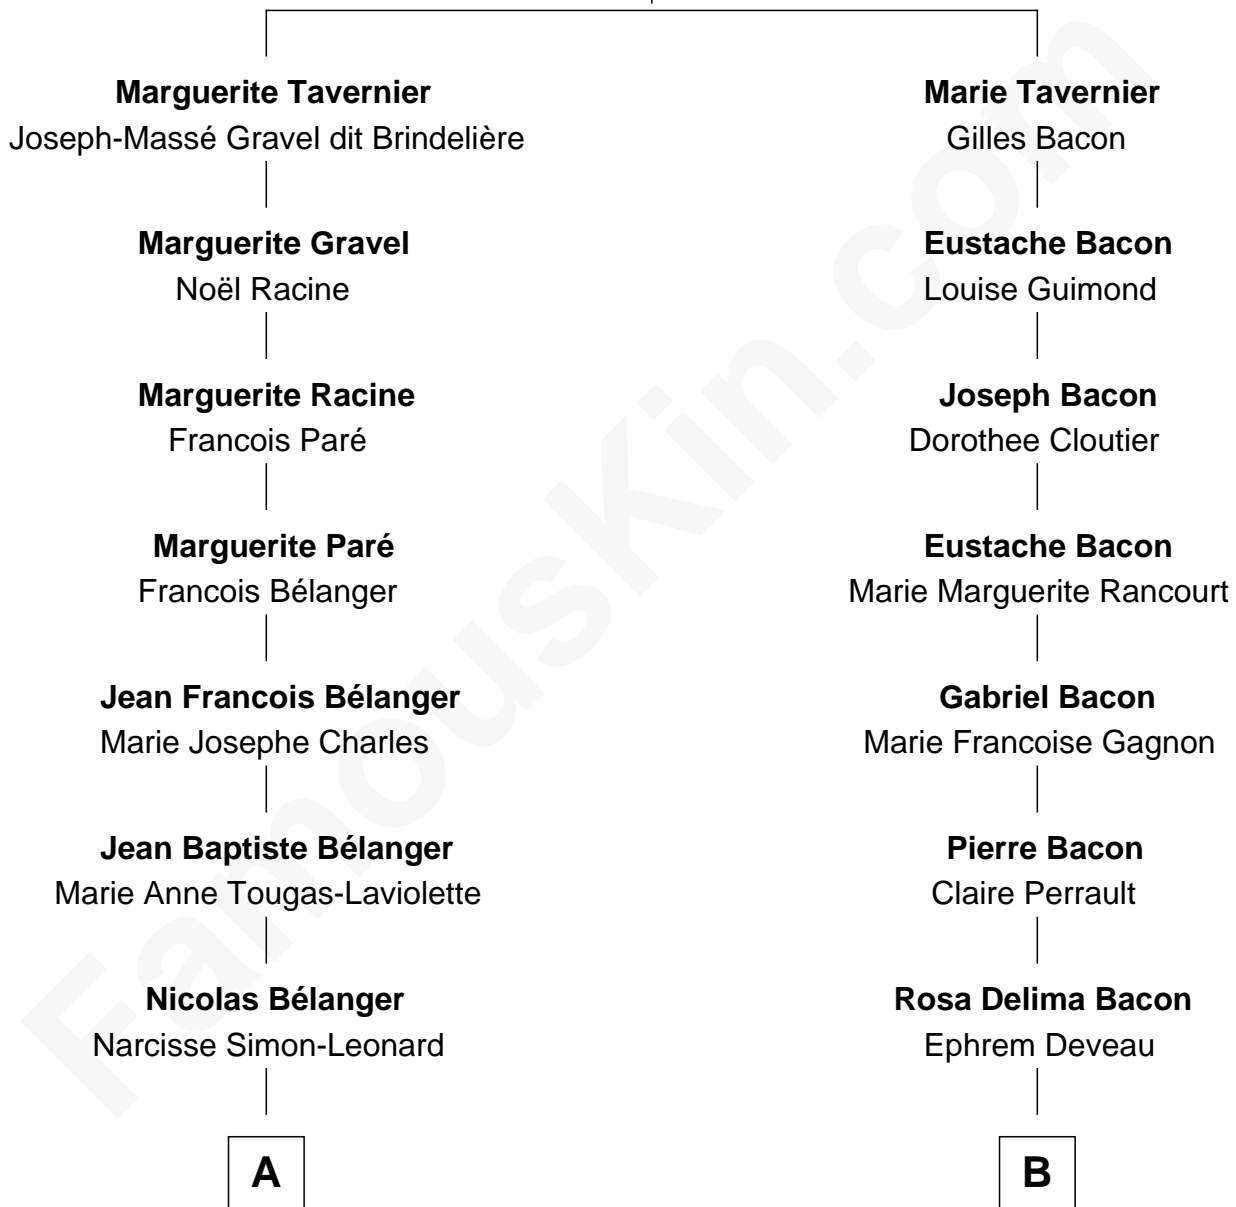 Marguerite Tavernier
Joseph-Massé Gravel dit Brindelière
Marguerite Gravel
Noël Racine
Marguerite Racine
Francois Paré
Marguerite Paré
Francois Bélanger
Jean Francois Bélanger
Marie Josephe Charles
Jean Baptiste Bélanger
Marie Anne Tougas-Laviolette
Nicolas Bélanger
Narcisse Simon-Leonard
A
Marie Tavernier
Gilles Bacon
Eustache Bacon
Louise Guimond
Joseph Bacon
Dorothee Cloutier
Eustache Bacon
Marie Marguerite Rancourt
Gabriel Bacon
Marie Francoise Gagnon
Pierre Bacon
Claire Perrault
Rosa Delima Bacon
Ephrem Deveau
B
FamousKin.com